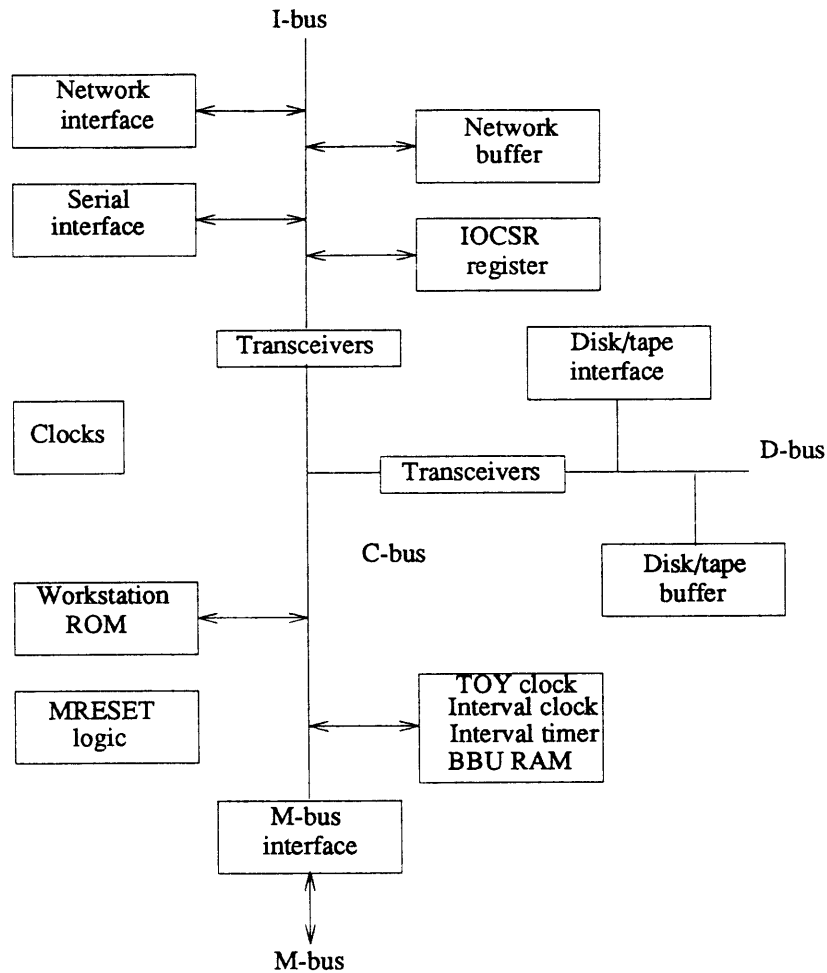 I-bus
Network
interface
Network
buffer
Serial
interface
IOCSR
register
Transceivers
Disk/tape
interface
Clocks
Transceivers
D-bus
C-bus
Disk/tape
buffer
Workstation
ROM
MRESET
logic
TOY clock
Interval clock
Interval timer
BBU RAM
M-bus
interface
M-bus